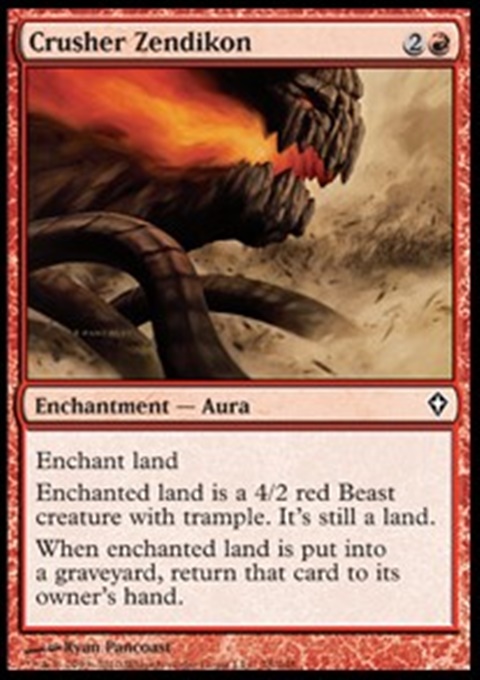 Crusher Zendikon
2
Enchantment — Aura
Enchant land
Enchanted land is a 4/2 red Beast
creature with trample. It's still a land.
When enchanted land is put into
a graveyard, return that card to its
owner's hand.
Ryan Pancoast